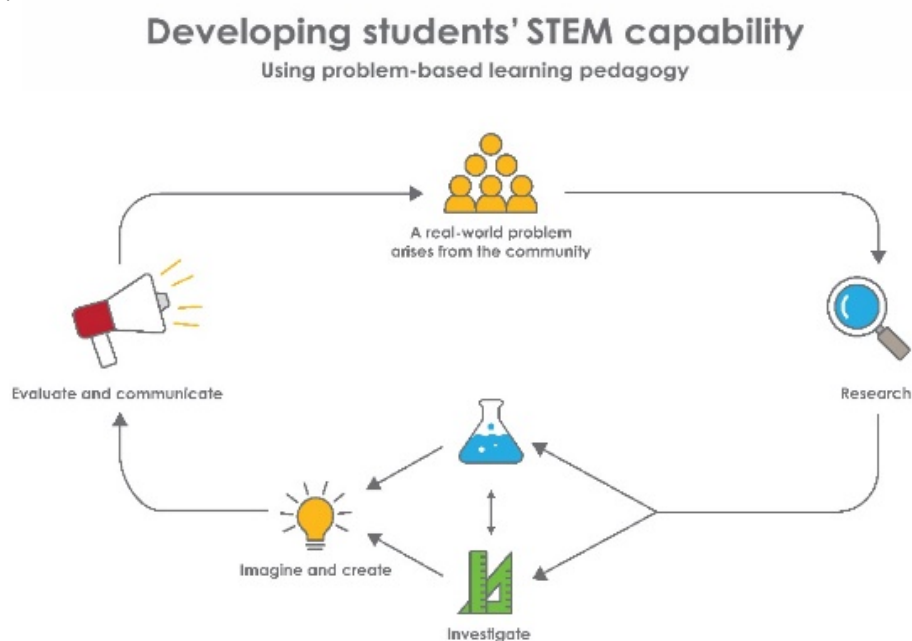 Developing students' STEM capability
Using problem-based learning pedagogy
A real-world problem
arises from the community
Evaluate and communicate
Research
Imagine and create
Investigate